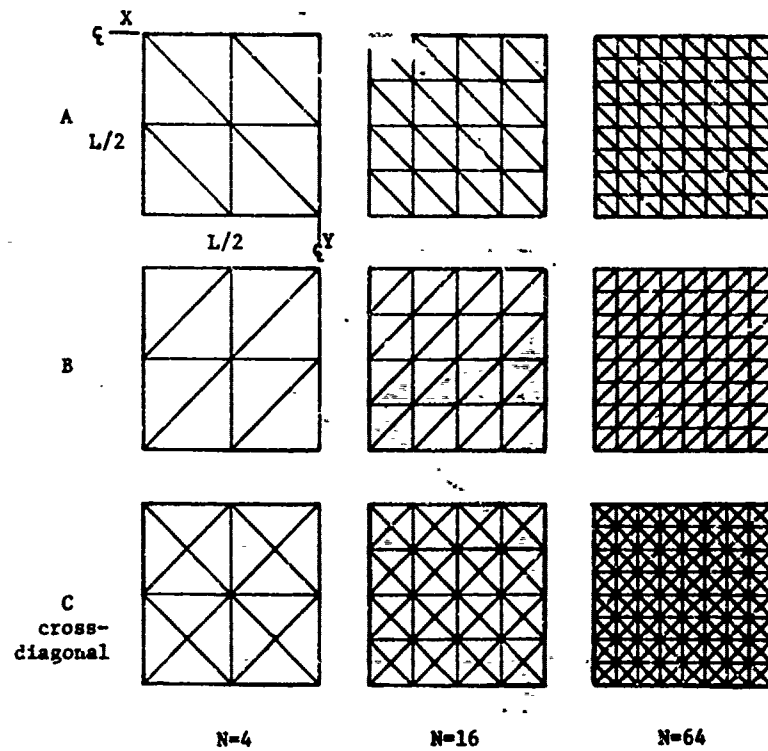 ℄ X
A
L/2
L/2
℄ Y
B
C
cross-
diagonal
N=4 N=16 N=64